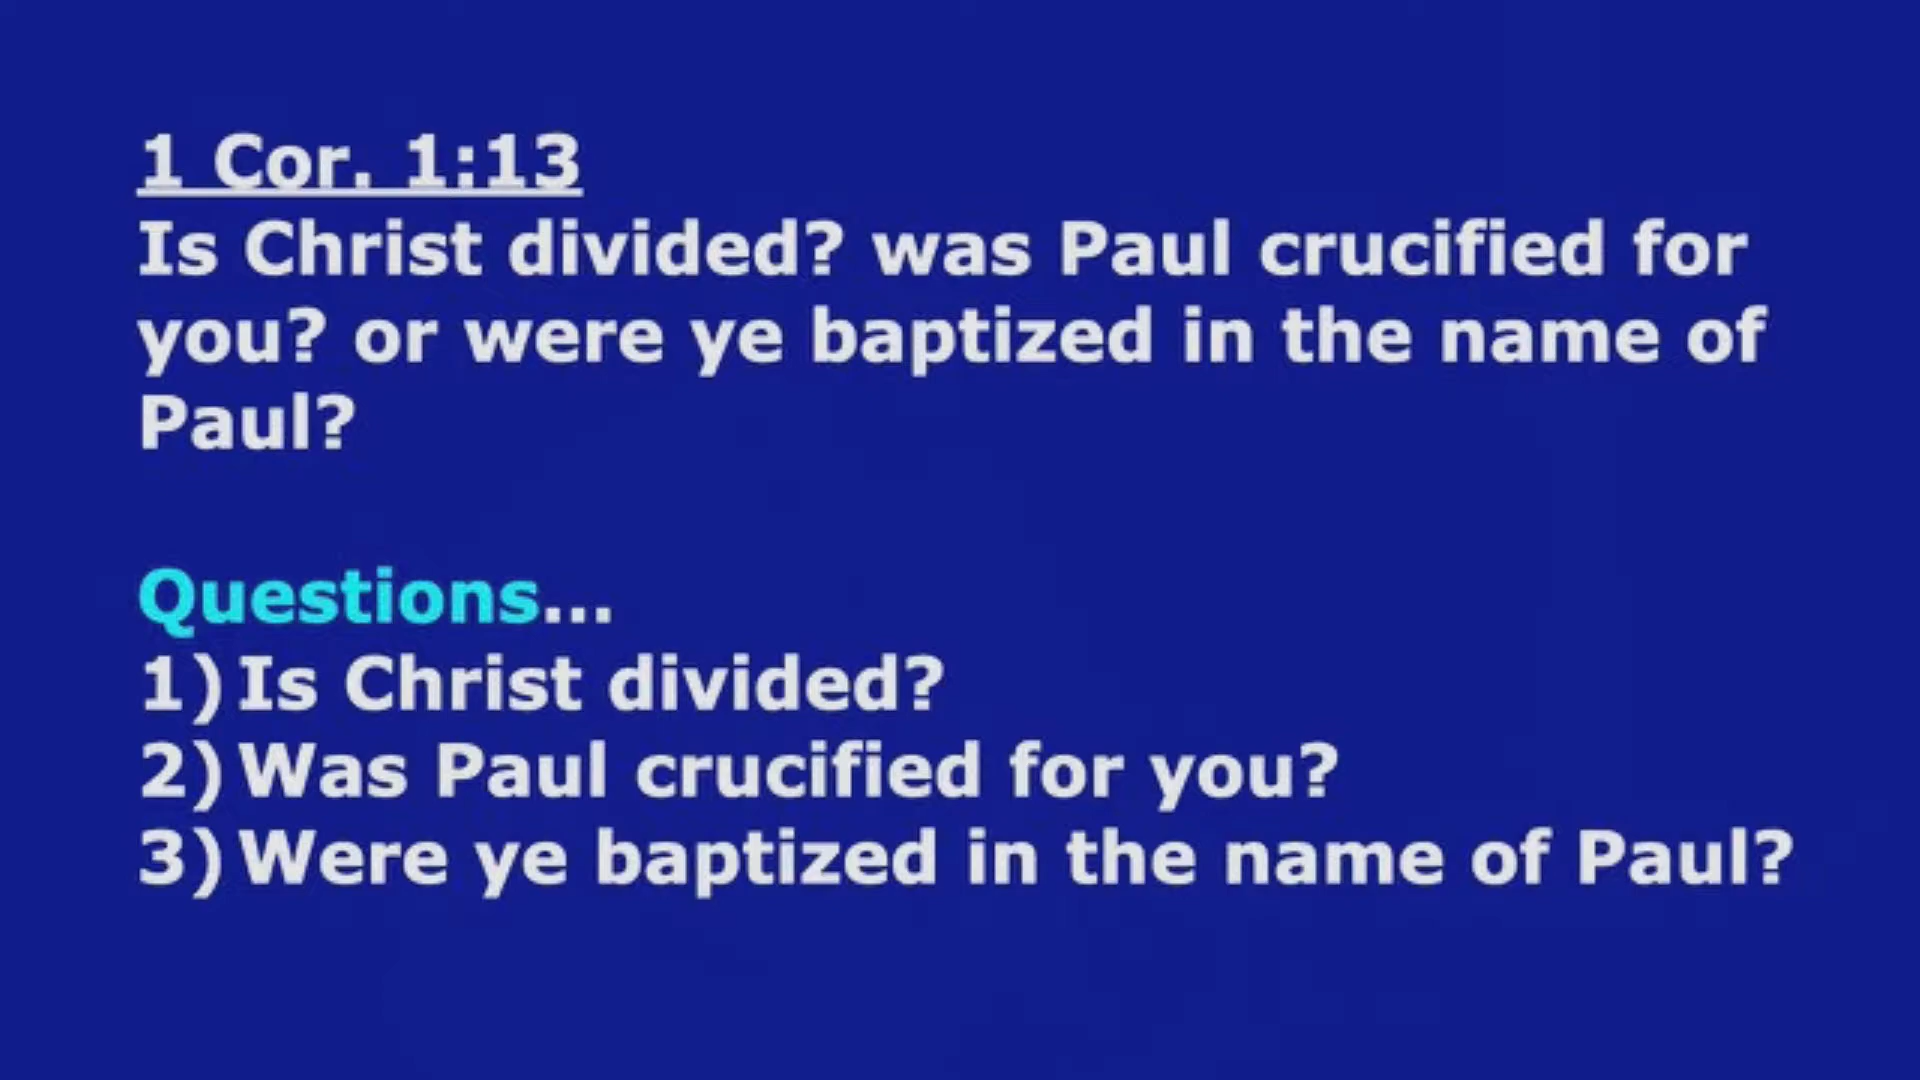 1 Cor. 1:13
Is Christ divided? was Paul crucified for
you? or were ye baptized in the name of
Paul?
Questions...
1) Is Christ divided?
2) Was Paul crucified for you?
3) Were ye baptized in the name of Paul?